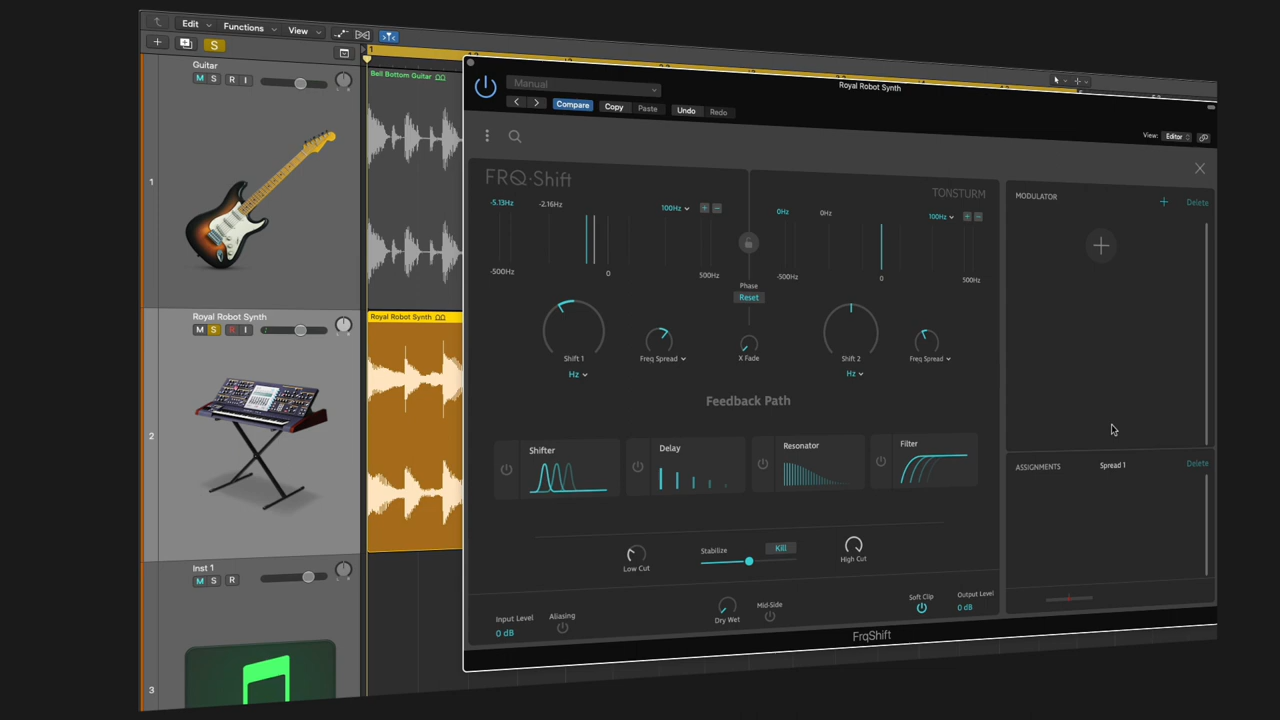 Edit Functions View
S
1
Guitar
M S R I
1
Bell Bottom Guitar
Royal Robot Synth
M S R I
2
Royal Robot Synth
Inst 1
M S R
3
Manual
Royal Robot Synth
Compare Copy Paste Undo Redo
View: Editor
FRQ·Shift
TONSTURM
-5.13Hz -2.16Hz 100Hz + −
-500Hz 0 500Hz
0Hz 0Hz 100Hz + −
-500Hz 0 500Hz
Phase
Reset
Shift 1
Hz
Freq Spread
X Fade
Shift 2
Hz
Freq Spread
Feedback Path
Shifter
Delay
Resonator
Filter
Low Cut
Stabilize Kill
High Cut
Input Level
0 dB
Aliasing
Dry Wet
Mid-Side
Soft Clip
Output Level
0 dB
MODULATOR + Delete
ASSIGNMENTS Spread 1 Delete
FrqShift